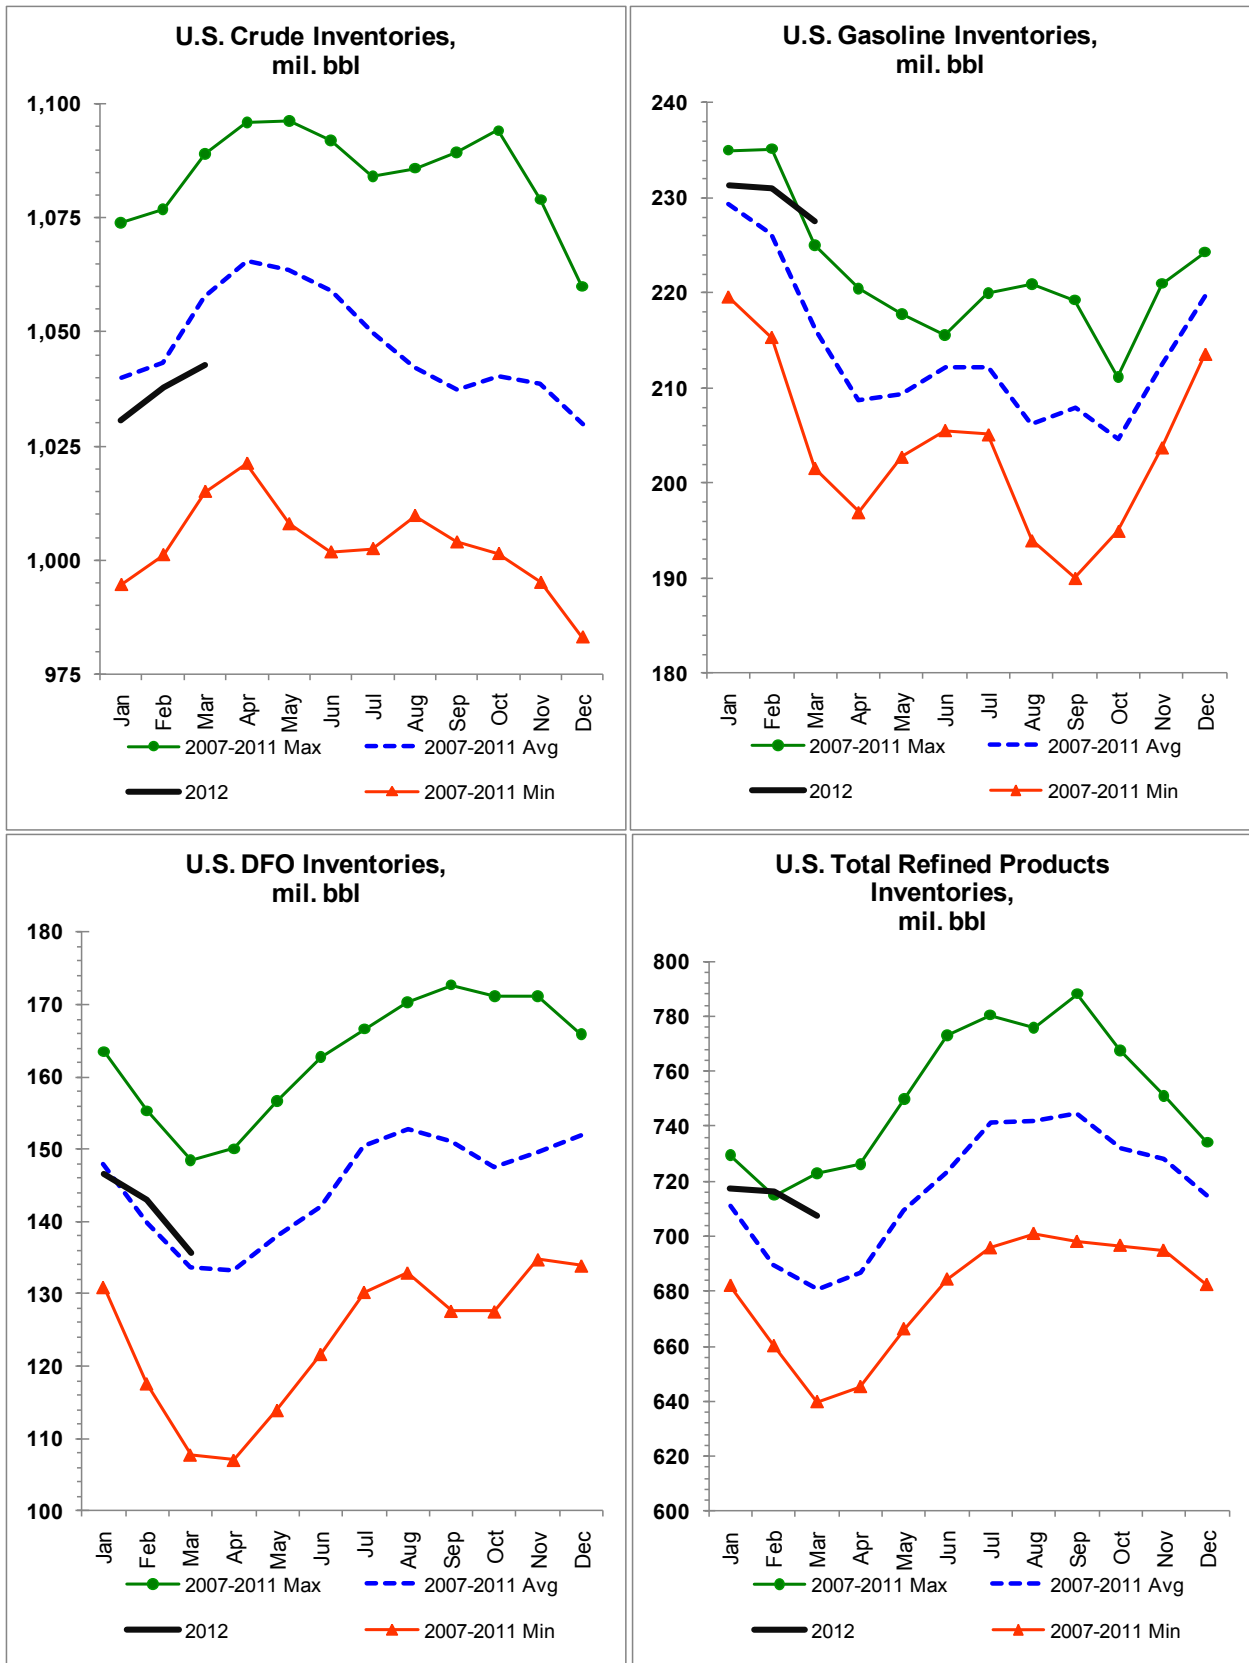 U.S. Crude Inventories,
mil. bbl
1,100
1,075
1,050
1,025
1,000
975
Jan
Feb
Mar
Apr
May
Jun
Jul
Aug
Sep
Oct
Nov
Dec
2007-2011 Max
2007-2011 Avg
2012
2007-2011 Min
U.S. Gasoline Inventories,
mil. bbl
240
230
220
210
200
190
180
Jan
Feb
Mar
Apr
May
Jun
Jul
Aug
Sep
Oct
Nov
Dec
2007-2011 Max
2007-2011 Avg
2012
2007-2011 Min
U.S. DFO Inventories,
mil. bbl
180
170
160
150
140
130
120
110
100
Jan
Feb
Mar
Apr
May
Jun
Jul
Aug
Sep
Oct
Nov
Dec
2007-2011 Max
2007-2011 Avg
2012
2007-2011 Min
U.S. Total Refined Products
Inventories,
mil. bbl
800
780
760
740
720
700
680
660
640
620
600
Jan
Feb
Mar
Apr
May
Jun
Jul
Aug
Sep
Oct
Nov
Dec
2007-2011 Max
2007-2011 Avg
2012
2007-2011 Min